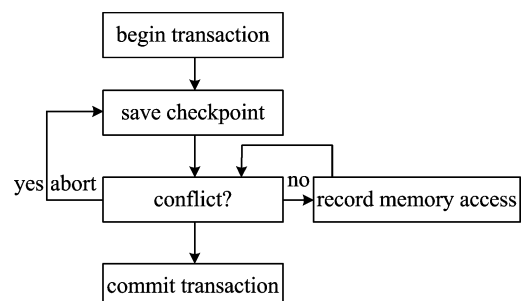 begin transaction
save checkpoint
yes abort
conflict?
no
record memory access
commit transaction